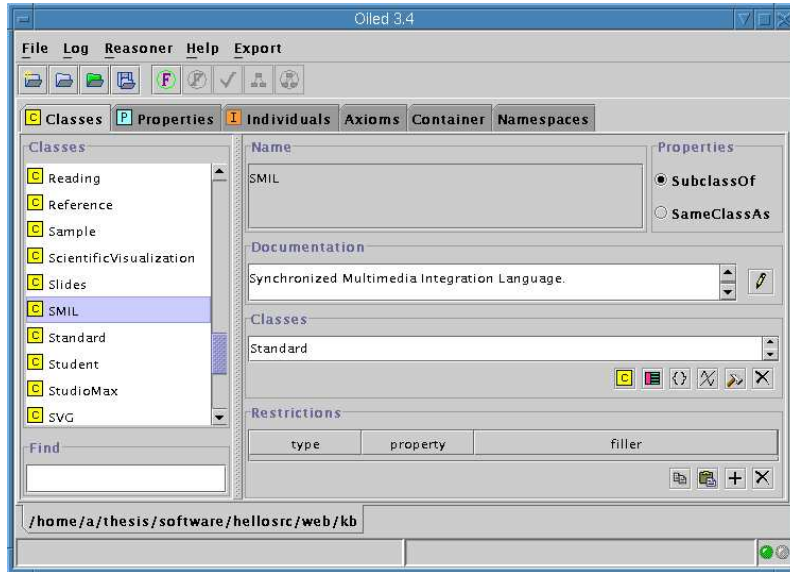 Oiled 3.4
File Log Reasoner Help Export
F F
C Classes P Properties I Individuals Axioms Container Namespaces
Classes
C Reading
C Reference
C Sample
C ScientificVisualization
C Slides
C SMIL
C Standard
C Student
C StudioMax
C SVG
Find
Name
SMIL
Properties
SubclassOf
SameClassAs
Documentation
Synchronized Multimedia Integration Language.
Classes
Standard
C {}
Restrictions
type property filler
/home/a/thesis/software/hellosrc/web/kb